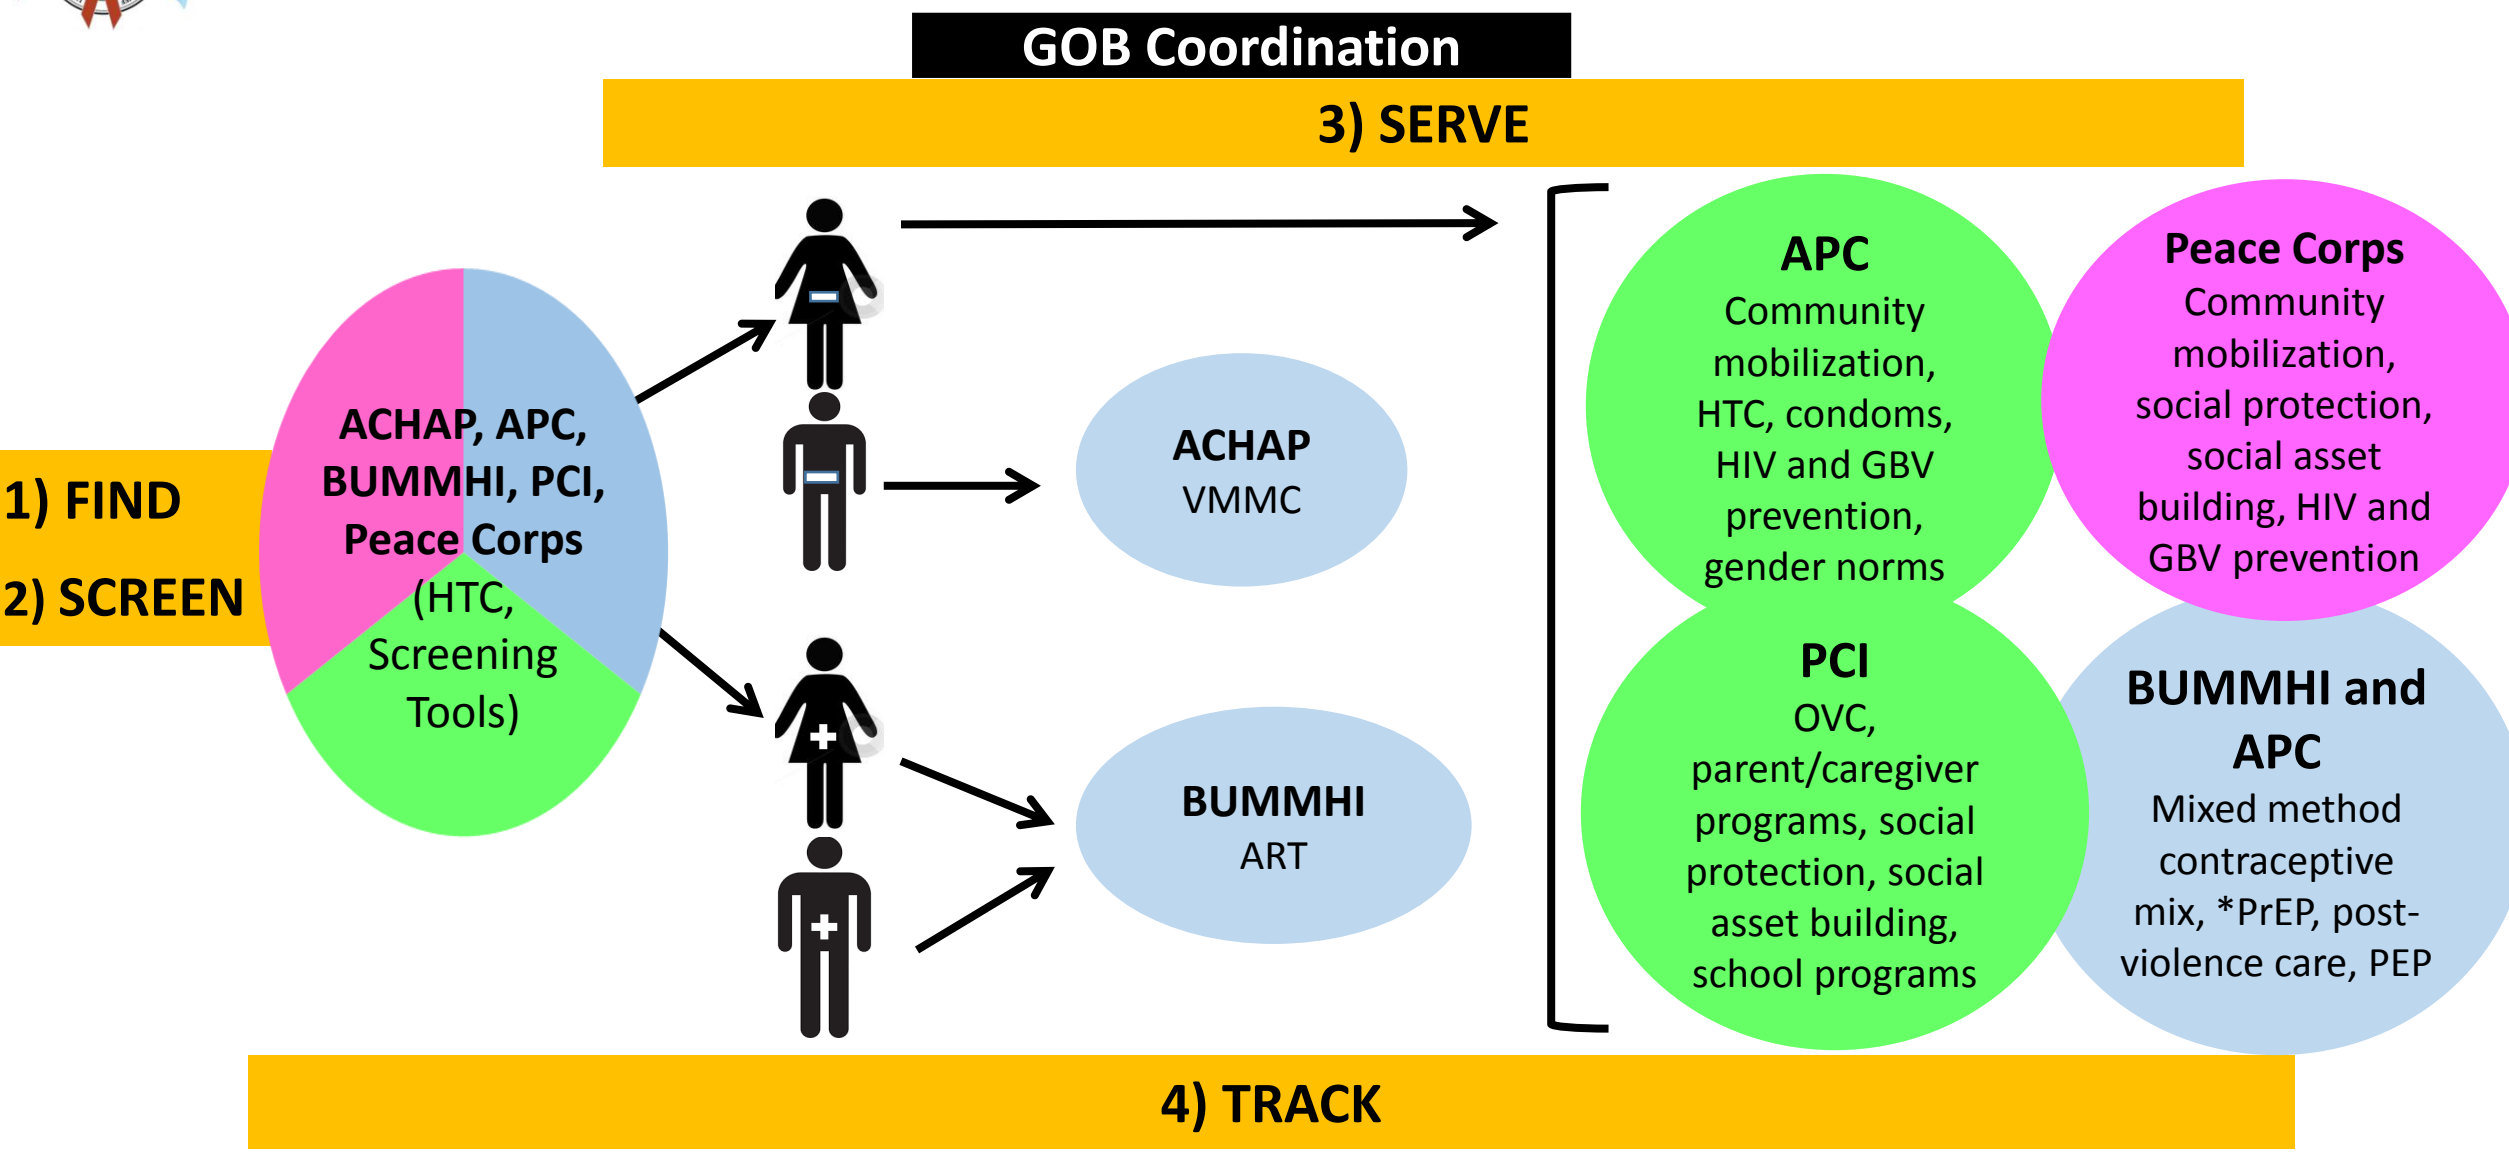 GOB Coordination
3) SERVE
1) FIND
2) SCREEN
ACHAP, APC,
BUMMHI, PCI,
Peace Corps
(HTC,
Screening
Tools)
ACHAP
VMMC
BUMMHI
ART
APC
Community
mobilization,
HTC, condoms,
HIV and GBV
prevention,
gender norms
Peace Corps
Community
mobilization,
social protection,
social asset
building, HIV and
GBV prevention
PCI
OVC,
parent/caregiver
programs, social
protection, social
asset building,
school programs
BUMMHI and
APC
Mixed method
contraceptive
mix, *PrEP, post-
violence care, PEP
4) TRACK